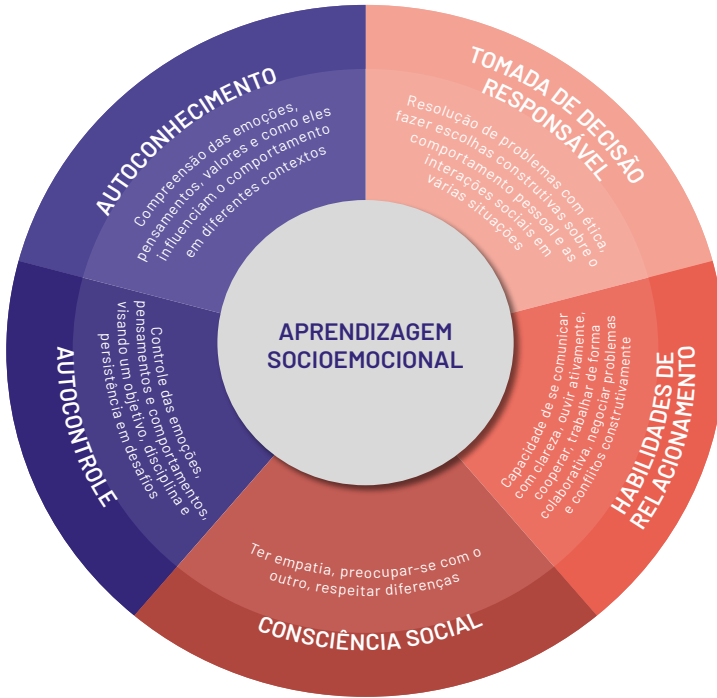 AUTOCONHECIMENTO
Compreensão das emoções,
pensamentos, valores e como eles
influenciam o comportamento
em diferentes contextos
TOMADA DE DECISÃO
RESPONSÁVEL
Resolução de problemas com ética,
fazer escolhas construtivas sobre o
comportamento pessoal e as
interações sociais em
várias situações
APRENDIZAGEM
SOCIOEMOCIONAL
AUTOCONTROLE
Controle das emoções,
pensamentos e comportamentos,
visando um objetivo, disciplina e
persistência em desafios
Capacidade de se comunicar
com clareza, ouvir ativamente,
cooperar, trabalhar de forma
colaborativa, negociar problemas
e conflitos construtivamente
HABILIDADES DE
RELACIONAMENTO
Ter empatia, preocupar-se com o
outro, respeitar diferenças
CONSCIÊNCIA SOCIAL